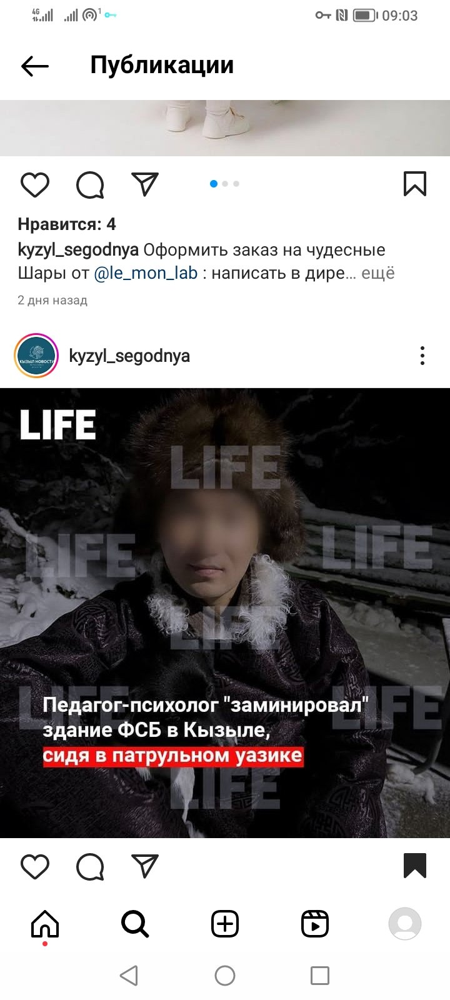 4G 1 09:03
Публикации
Нравится: 4
kyzyl_segodnya Оформить заказ на чудесные
Шары от @le_mon_lab : написать в дире... ещё
2 дня назад
КЫЗЫЛ НОВОСТИ
kyzyl_segodnya
LIFE
LIFE
LIFE LIFE
LIFE
LIFE LIFE
Педагог-психолог "заминировал"
здание ФСБ в Кызыле,
сидя в патрульном уазике
LIFE